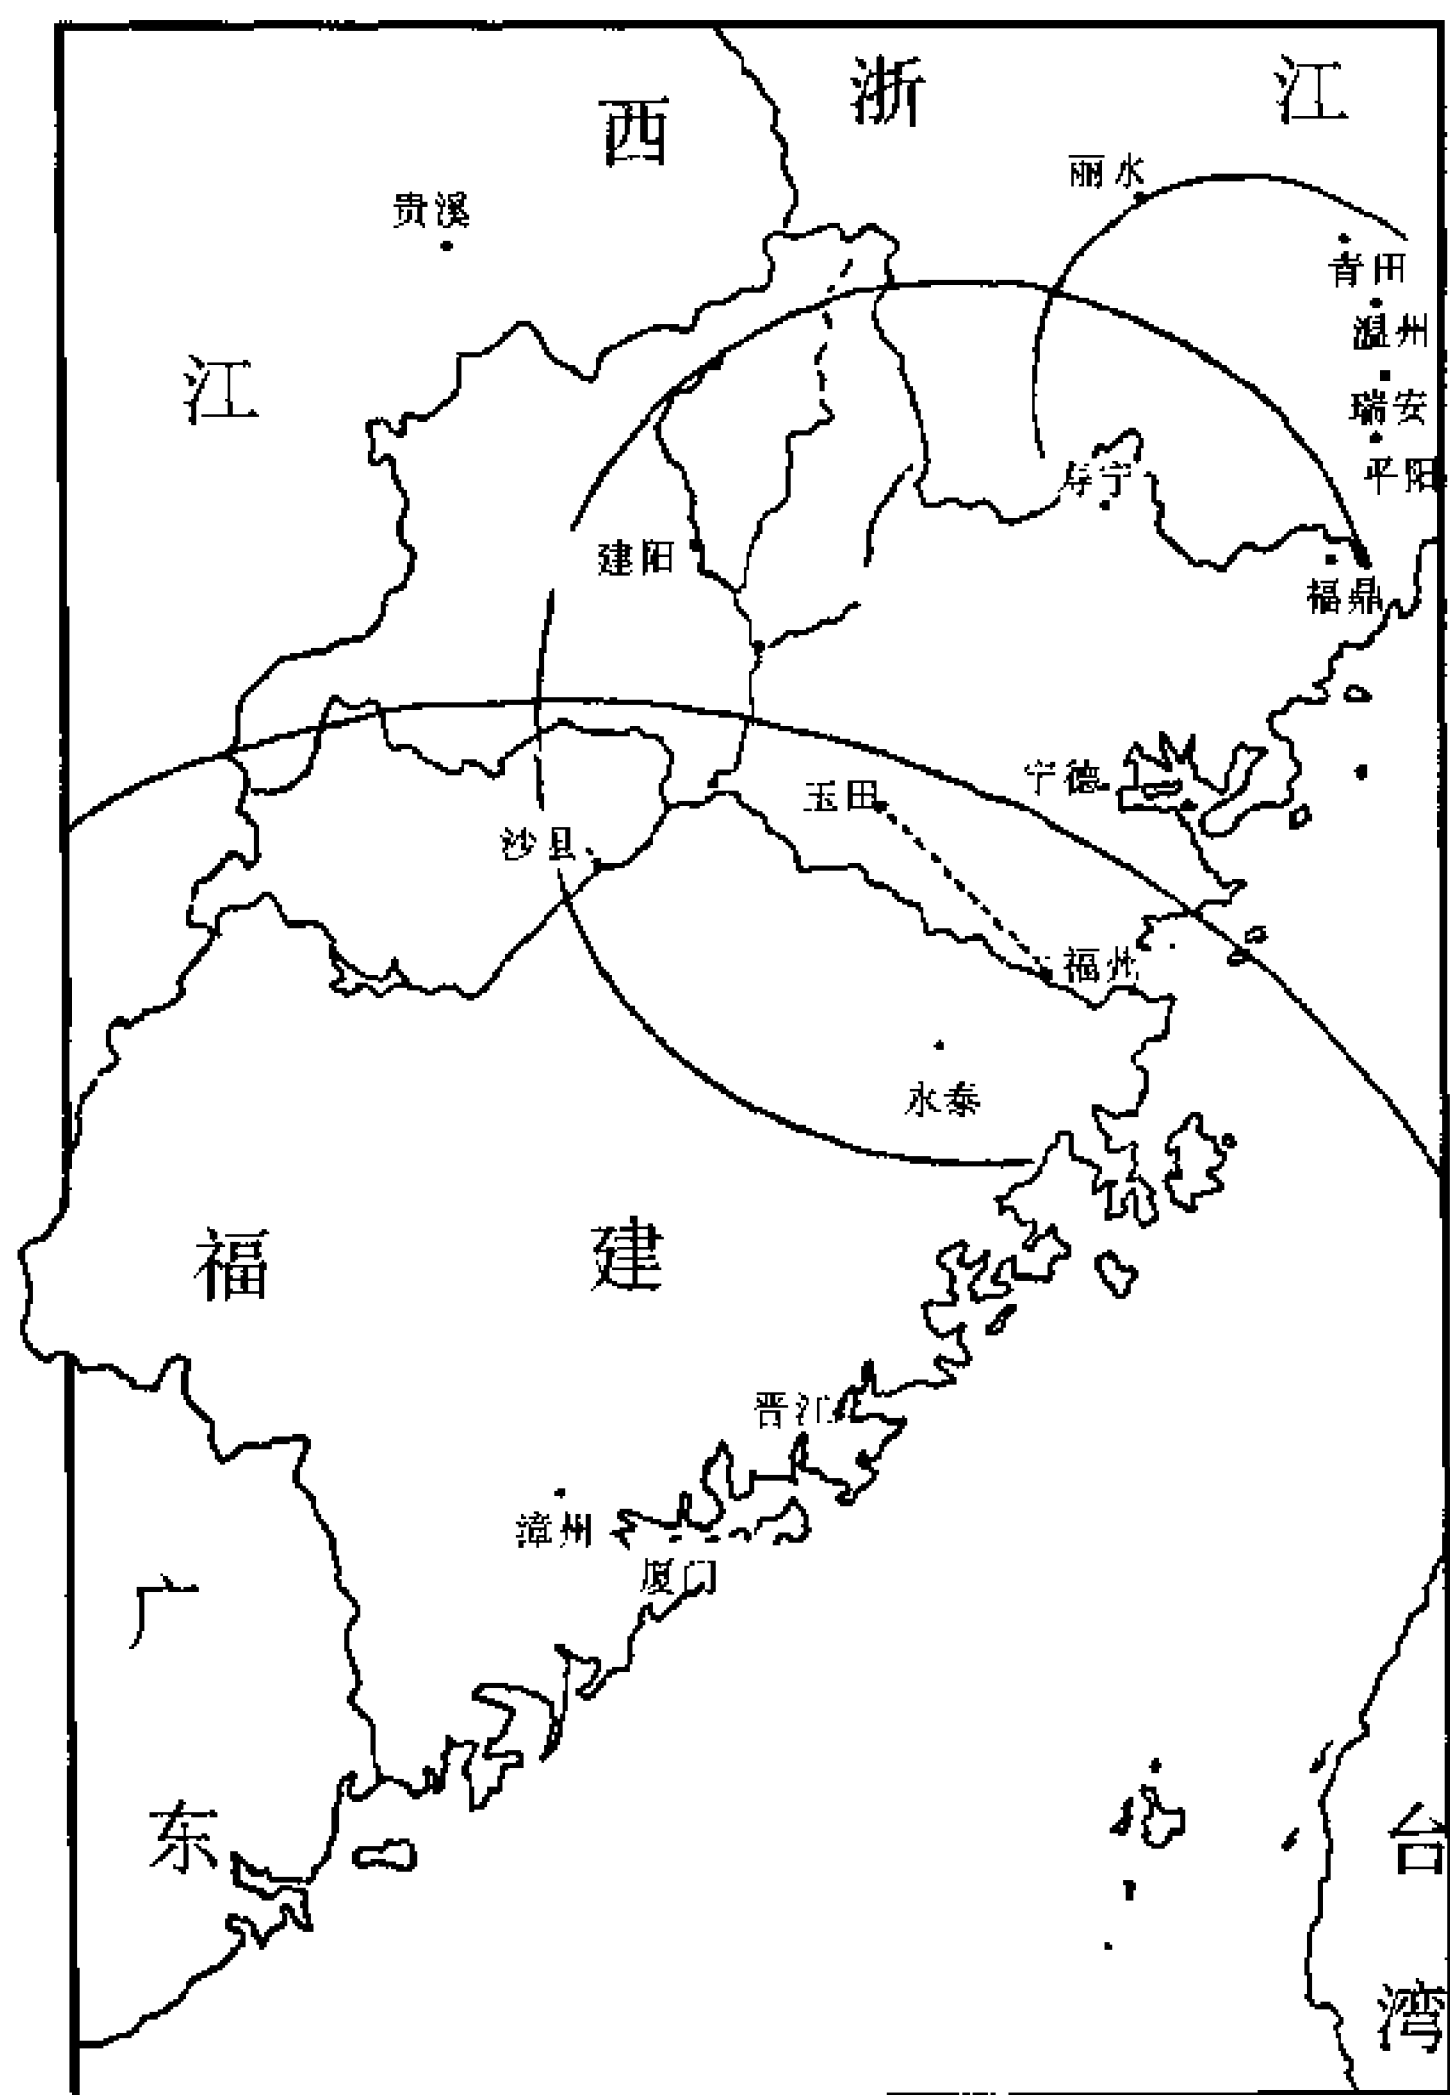 浙江
西
丽水
贵溪
青田
温州
江
瑞安
平阳
寿宁
建阳
福鼎
宁德
玉田
沙县
福州
永泰
福建
晋江
漳州
厦门
广
东
台
湾